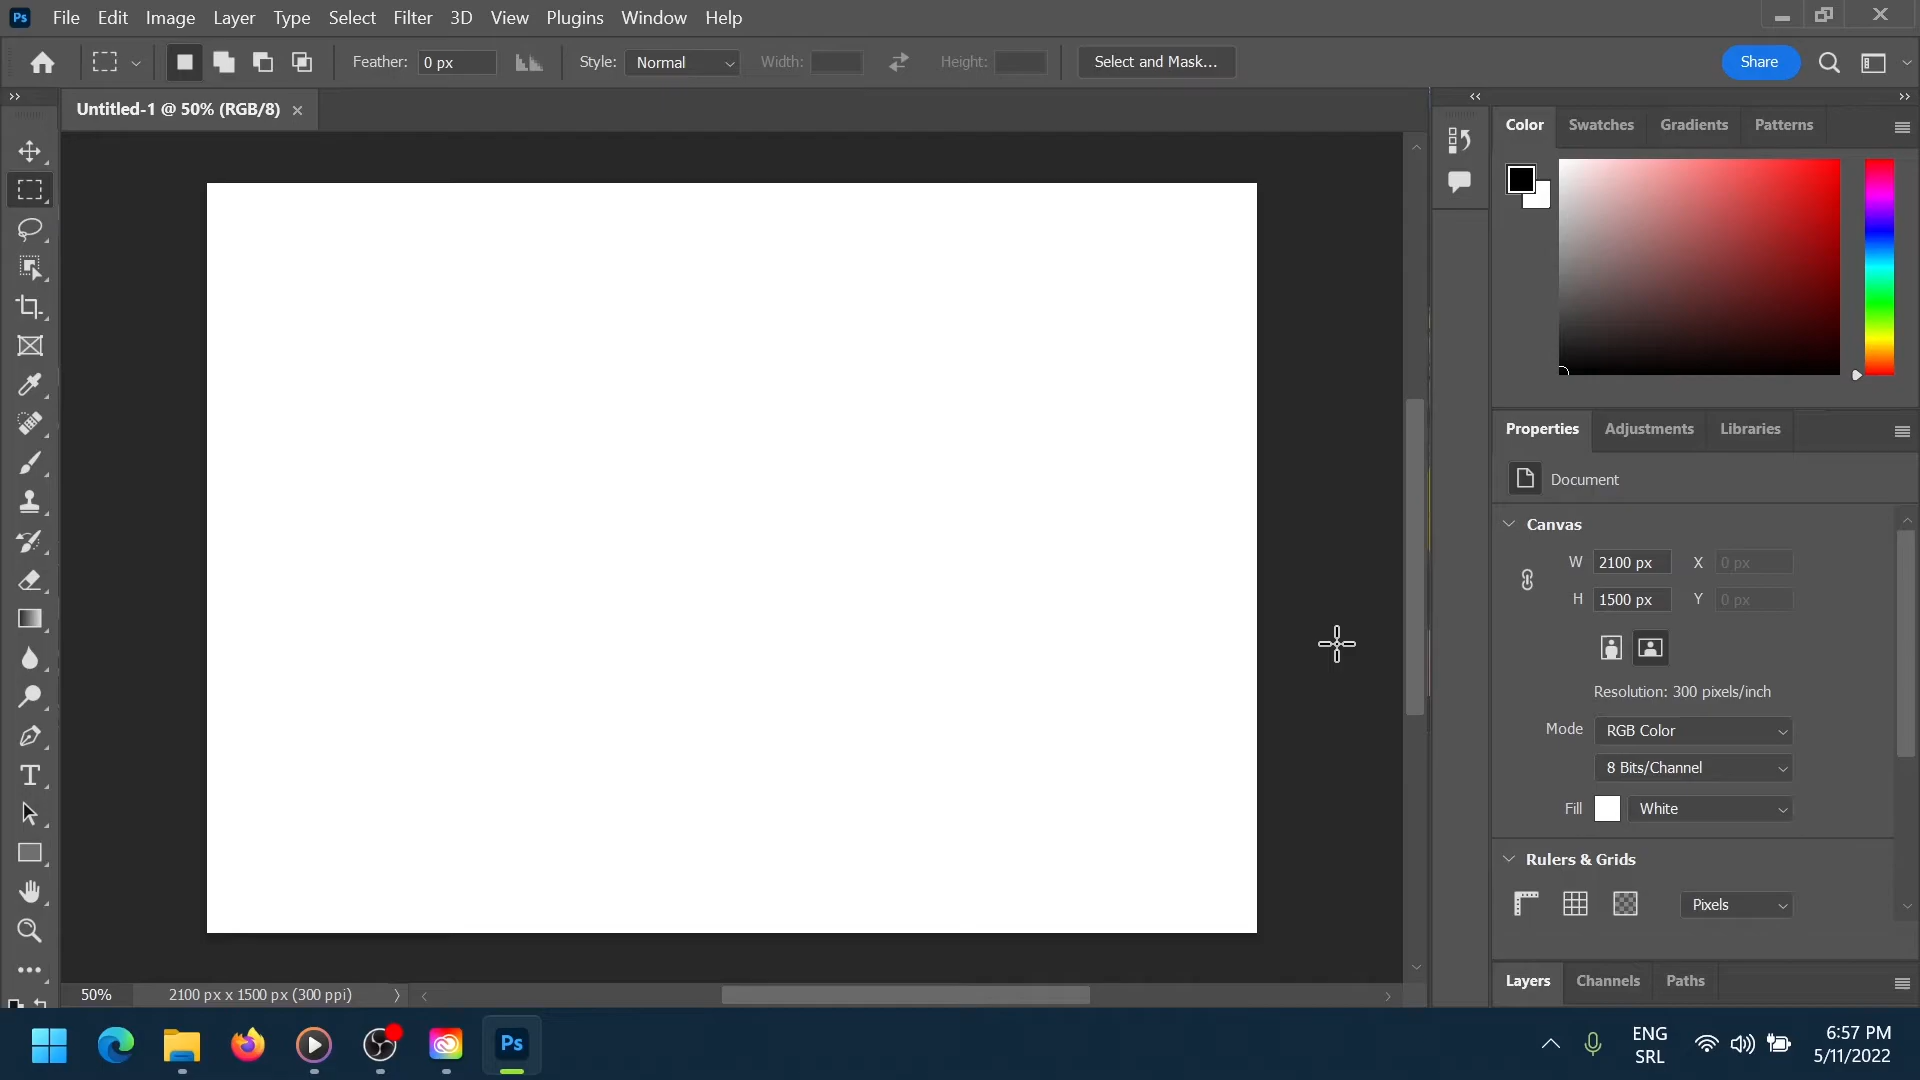 Ps File Edit Image Layer Type Select Filter 3D View Plugins Window Help
Feather: 0 px Style: Normal Width: Height: Select and Mask... Share
Untitled-1 @ 50% (RGB/8)
Color Swatches Gradients Patterns
Properties Adjustments Libraries
Document
Canvas
W 2100 px X 0 px
H 1500 px Y 0 px
Resolution: 300 pixels/inch
Mode RGB Color
8 Bits/Channel
Fill White
Rulers & Grids
Pixels
Layers Channels Paths
50% 2100 px x 1500 px (300 ppi)
Ps
ENG
SRL
6:57 PM
5/11/2022